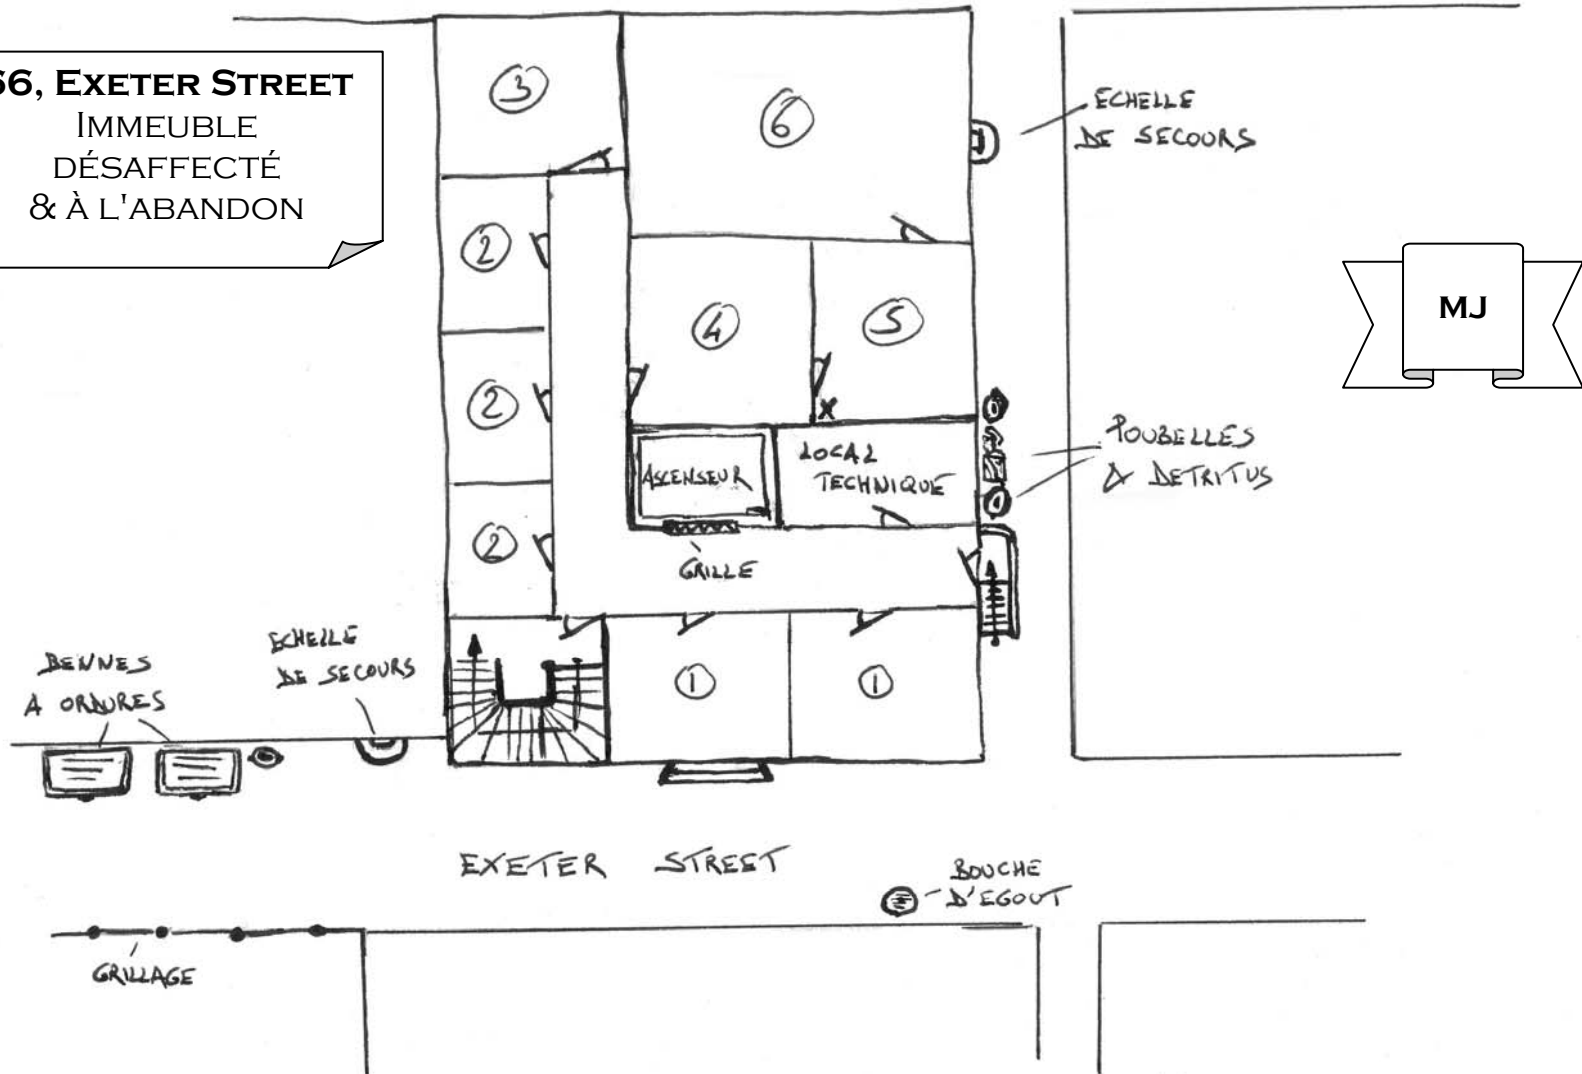 66, EXETER STREET
IMMEUBLE
DÉSAFFECTÉ
& À L'ABANDON
3
6
ECHELLE
DE SECOURS
2
4
5
MJ
2
X
ASCENSEUR
LOCAL
TECHNIQUE
POUBELLES
& DETRITUS
2
GRILLE
BENNES
A ORDURES
ECHELLE
DE SECOURS
1
1
EXETER STREET
BOUCHE
D'EGOUT
GRILLAGE